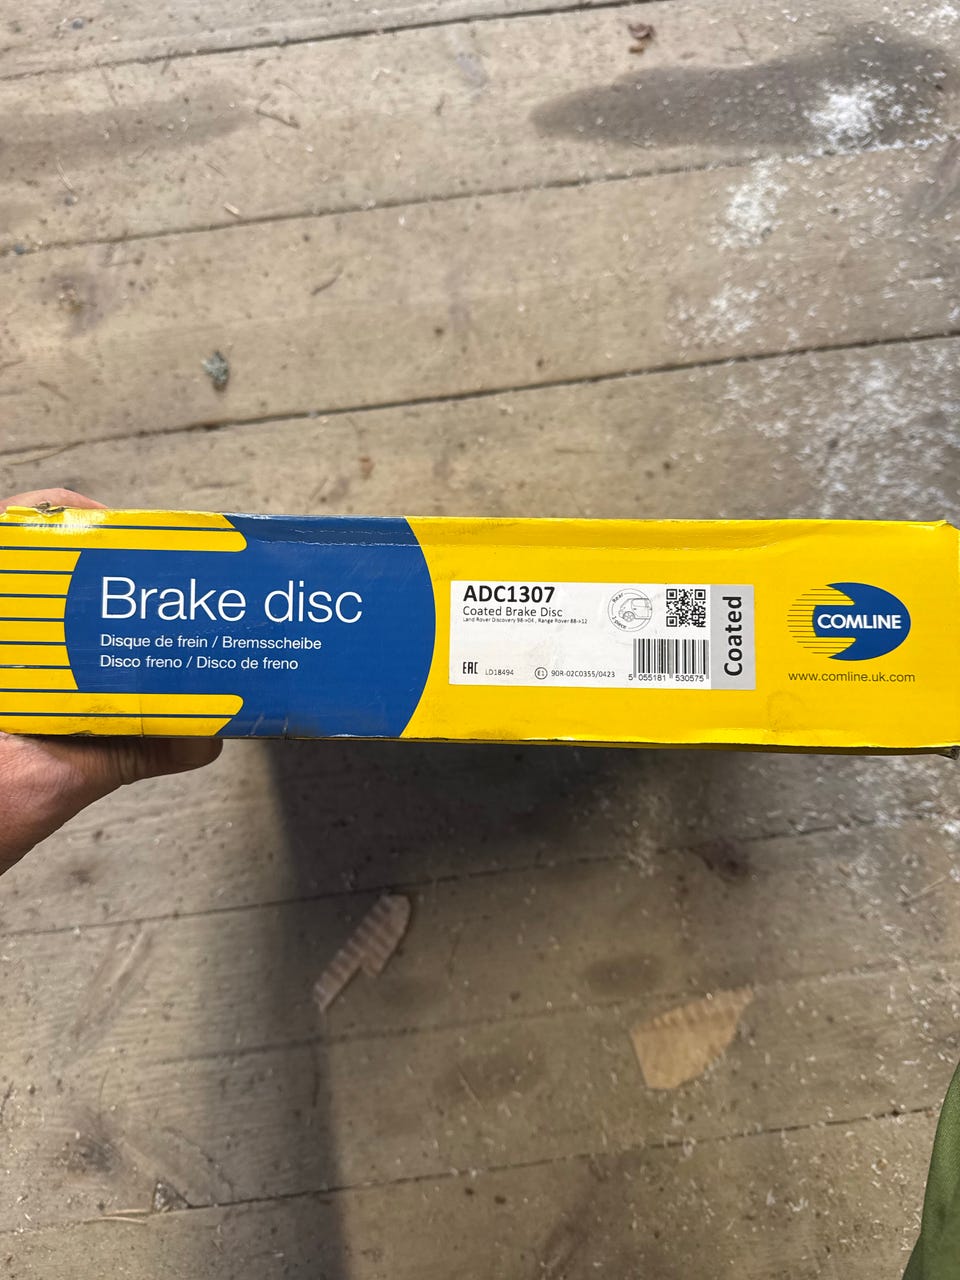 Brake disc
Disque de frein / Bremsscheibe
Disco freno / Disco de freno
ADC1307
Coated Brake Disc
Land Rover Discovery 98->04 , Range Rover 88->12
Rear
1 piece
EAC LD18494 E1 90R-02C0355/0423
5 055181 530575
Coated
COMLINE
www.comline.uk.com